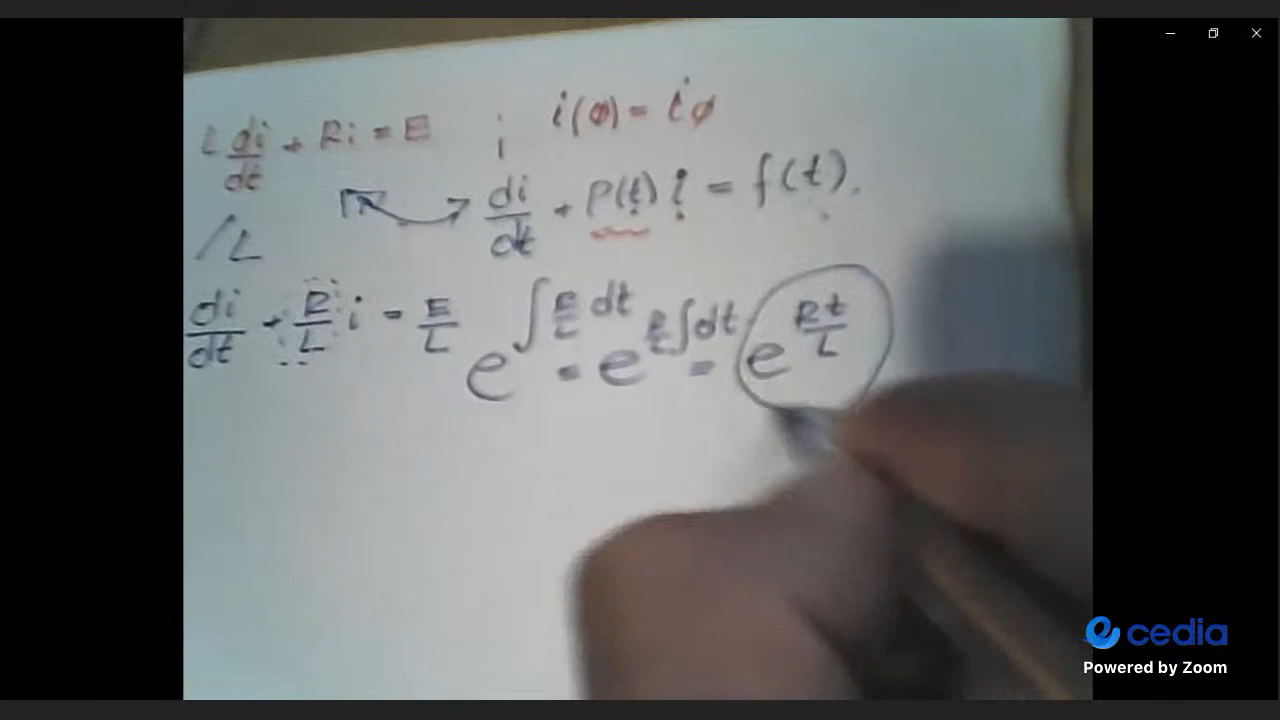 L di/dt + Ri = E ; i(0) = i0
di/dt + P(t) i = f(t).
/L
di/dt + R/L i = E/L e^∫R/L dt = e^R/L ∫dt = e^Rt/L
cedia
Powered by Zoom